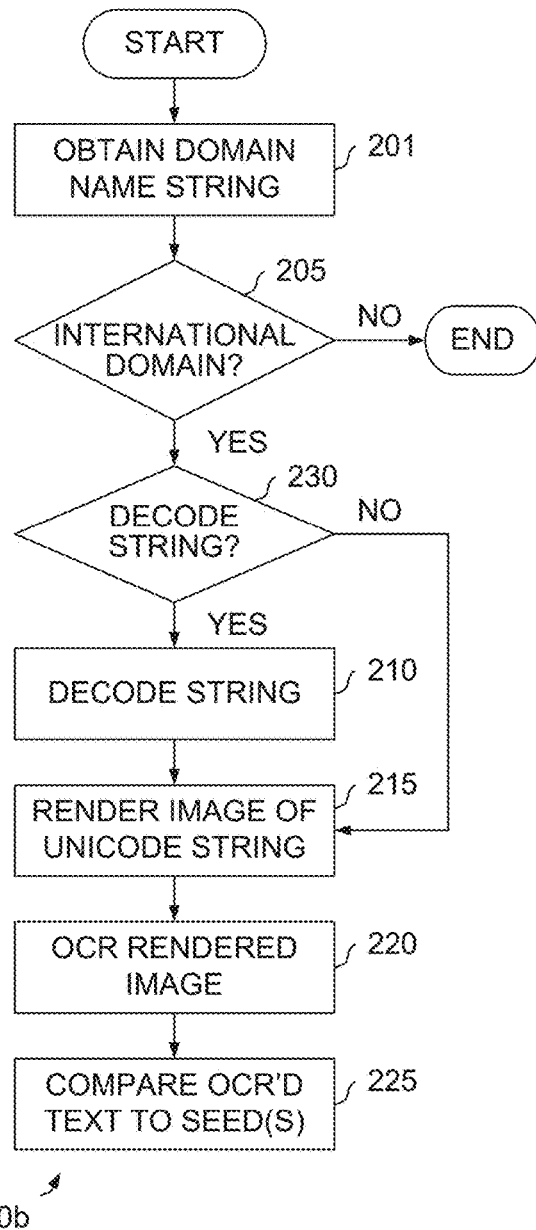 START
OBTAIN DOMAIN
NAME STRING
201
205
INTERNATIONAL
DOMAIN?
NO
END
YES
230
DECODE
STRING?
NO
YES
DECODE STRING
210
RENDER IMAGE OF
UNICODE STRING
215
OCR RENDERED
IMAGE
220
COMPARE OCR'D
TEXT TO SEED(S)
225
0b